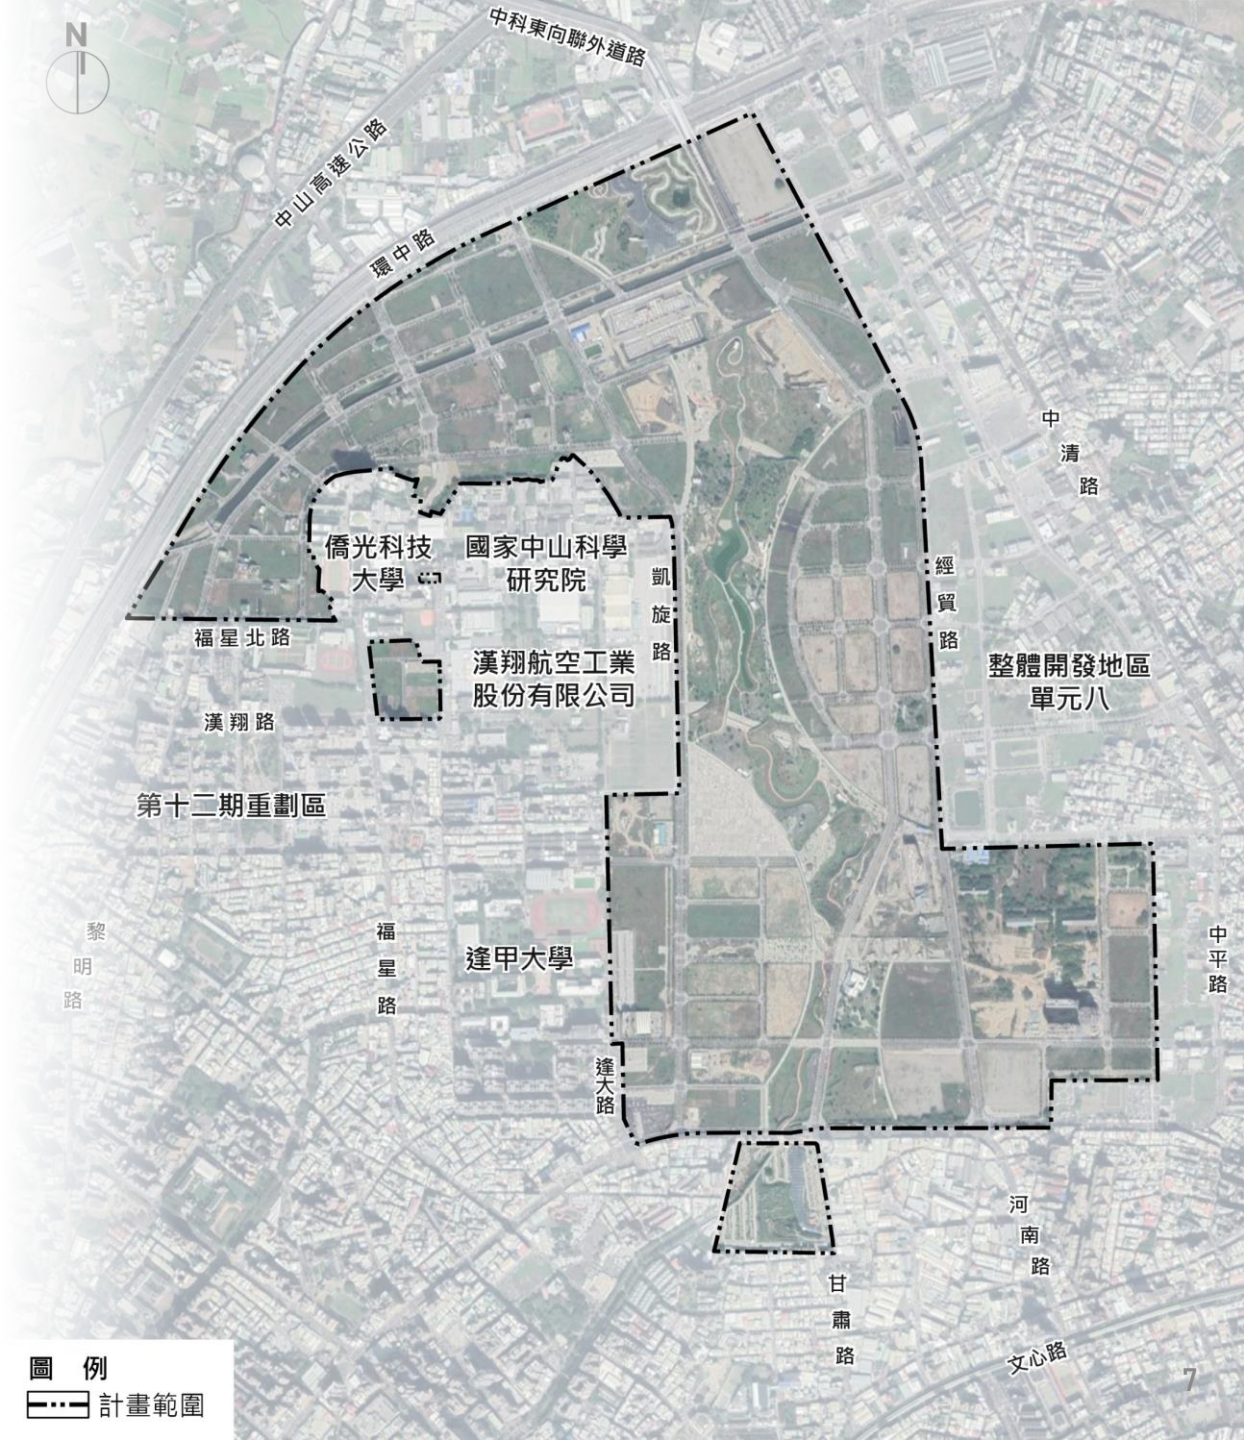 N
中科東向聯外道路
中山高速公路
環中路
中清路
僑光科技
大學
國家中山科學
研究院
凱旋路
經貿路
福星北路
漢翔航空工業
股份有限公司
整體開發地區
單元八
漢翔路
第十二期重劃區
黎明路
福星路
逢甲大學
中平路
逢大路
河南路
甘肅路
文心路
7
圖 例
計畫範圍